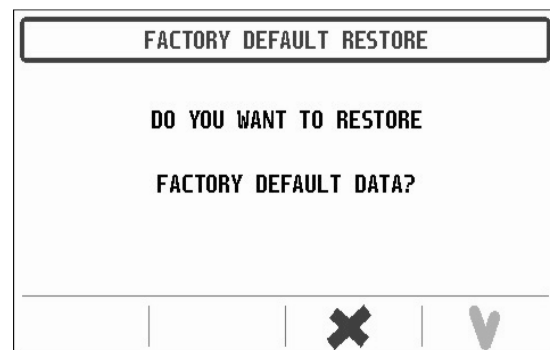 FACTORY DEFAULT RESTORE
DO YOU WANT TO RESTORE
FACTORY DEFAULT DATA?